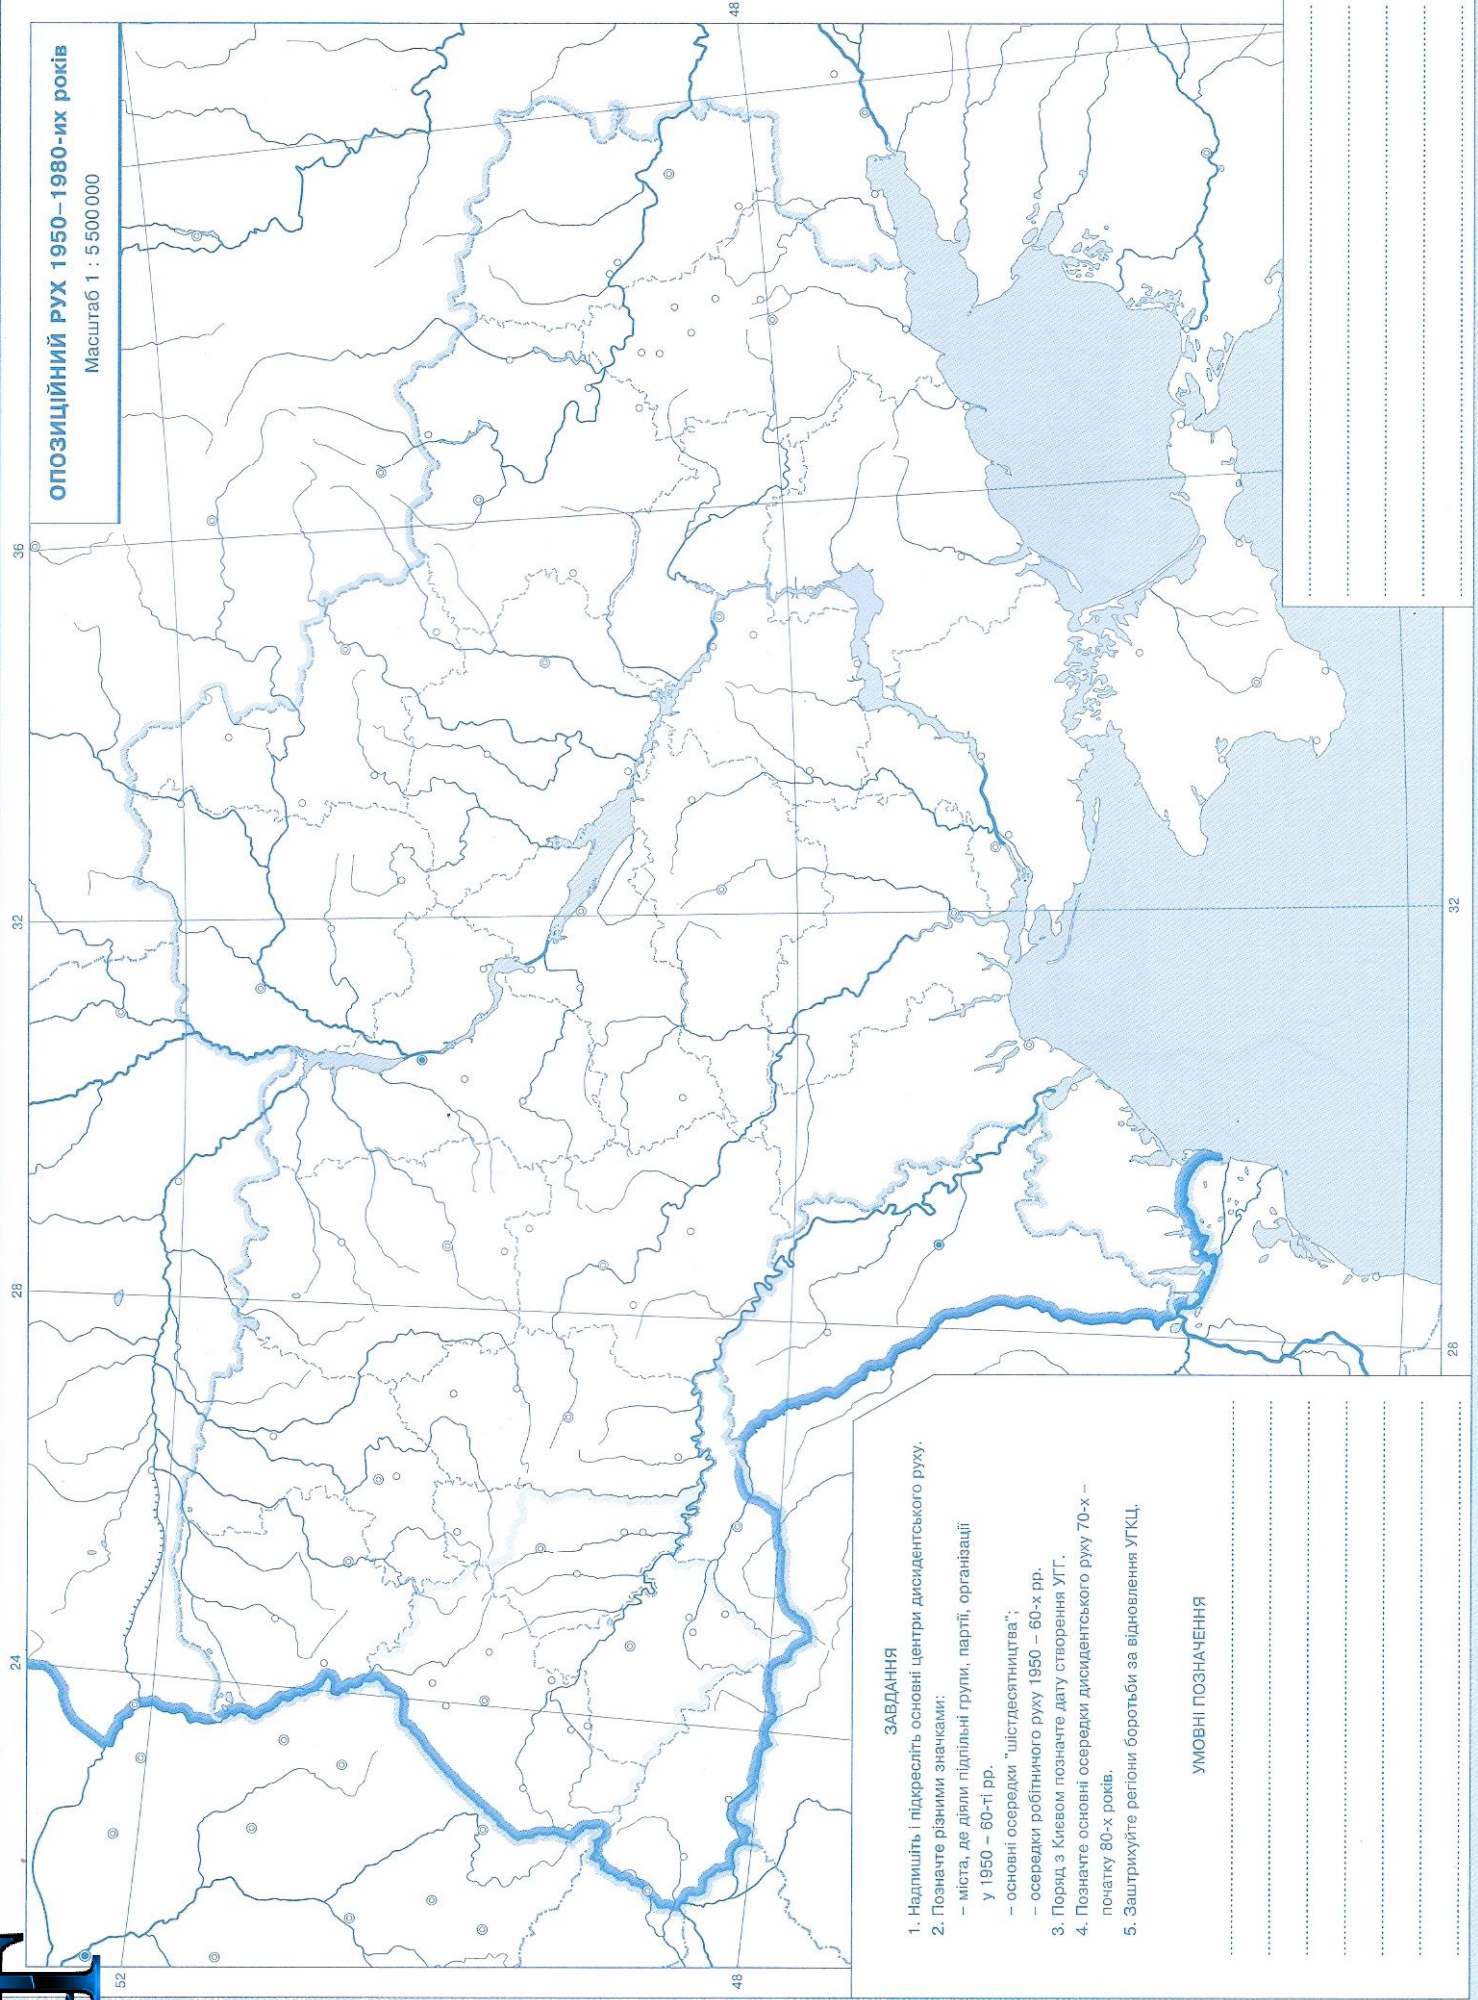 ОПОЗИЦІЙНИЙ РУХ 1950–1980-их років
Масштаб 1 : 5 500 000
48
36
32
28
24
52
48
28
32
ЗАВДАННЯ
1. Надпишіть і підкресліть основні центри дисидентського руху.
2. Позначте різними значками:
– міста, де діяли підпільні групи, партії, організації
у 1950 – 60-ті рр.
– основні осередки "шістдесятництва";
– осередки робітничого руху 1950 – 60-х рр.
3. Поряд з Києвом позначте дату створення УГГ.
4. Позначте основні осередки дисидентського руху 70-х –
початку 80-х років.
5. Заштрихуйте регіони боротьби за відновлення УГКЦ.
УМОВНІ ПОЗНАЧЕННЯ